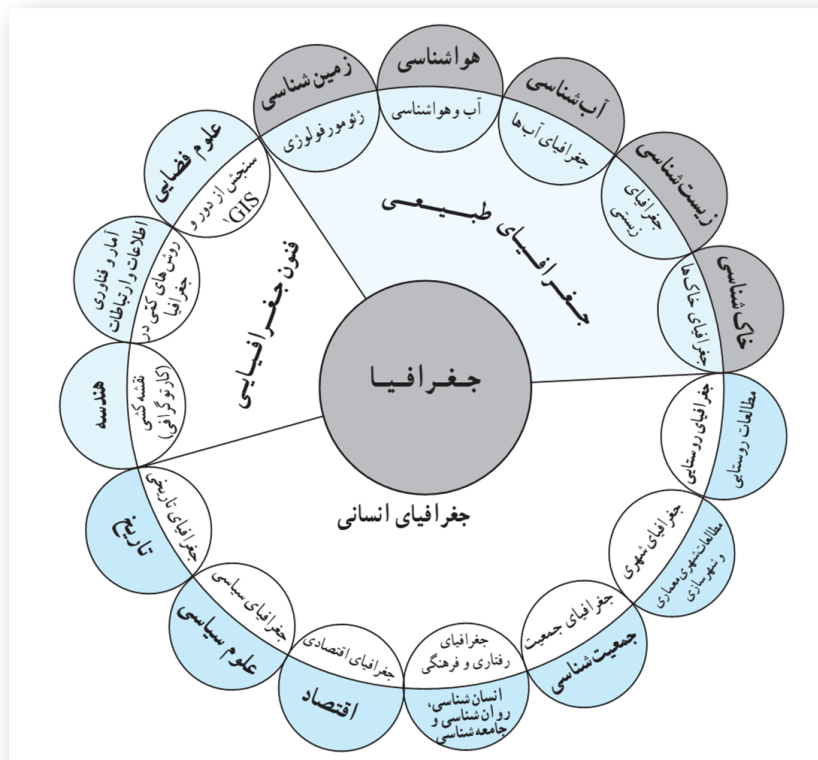 هواشناسی
آب وهواشناسی
آب‌شناسی
جغرافیای آب‌ها
زیست‌شناسی
جغرافیای
زیستی
خاک‌شناسی
جغرافیای خاک‌ها
مطالعات روستایی
جغرافیای روستایی
مطالعات شهری معماری
و شهرسازی
جغرافیای شهری
جمعیت‌شناسی
جغرافیای جمعیت
جغرافیای
رفتاری و فرهنگی
انسان‌شناسی،
روان‌شناسی و
جامعه‌شناسی
جغرافیای اقتصادی
اقتصاد
جغرافیای سیاسی
علوم سیاسی
جغرافیای تاریخی
تاریخ
هندسه
نقشه کشی
(کارتوگرافی)
آمار و فناوری
اطلاعات و ارتباطات
روش‌های کمّی در
جغرافیا
علوم فضایی
سنجش از دور و
GIS\
زمین‌شناسی
ژئومورفولوژی
جغرافیای طبیعی
فنون جغرافیایی
جغرافیا
جغرافیای انسانی